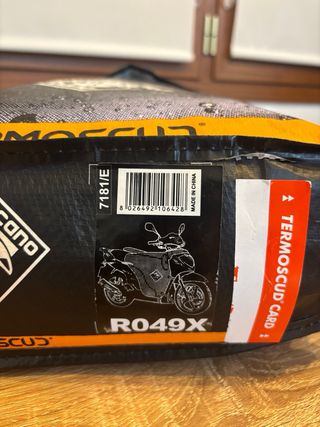 TERMOSCUD®
7181/E
8 026492 106428
MADE IN CHINA
TERMOSCUD® CARD
R049X